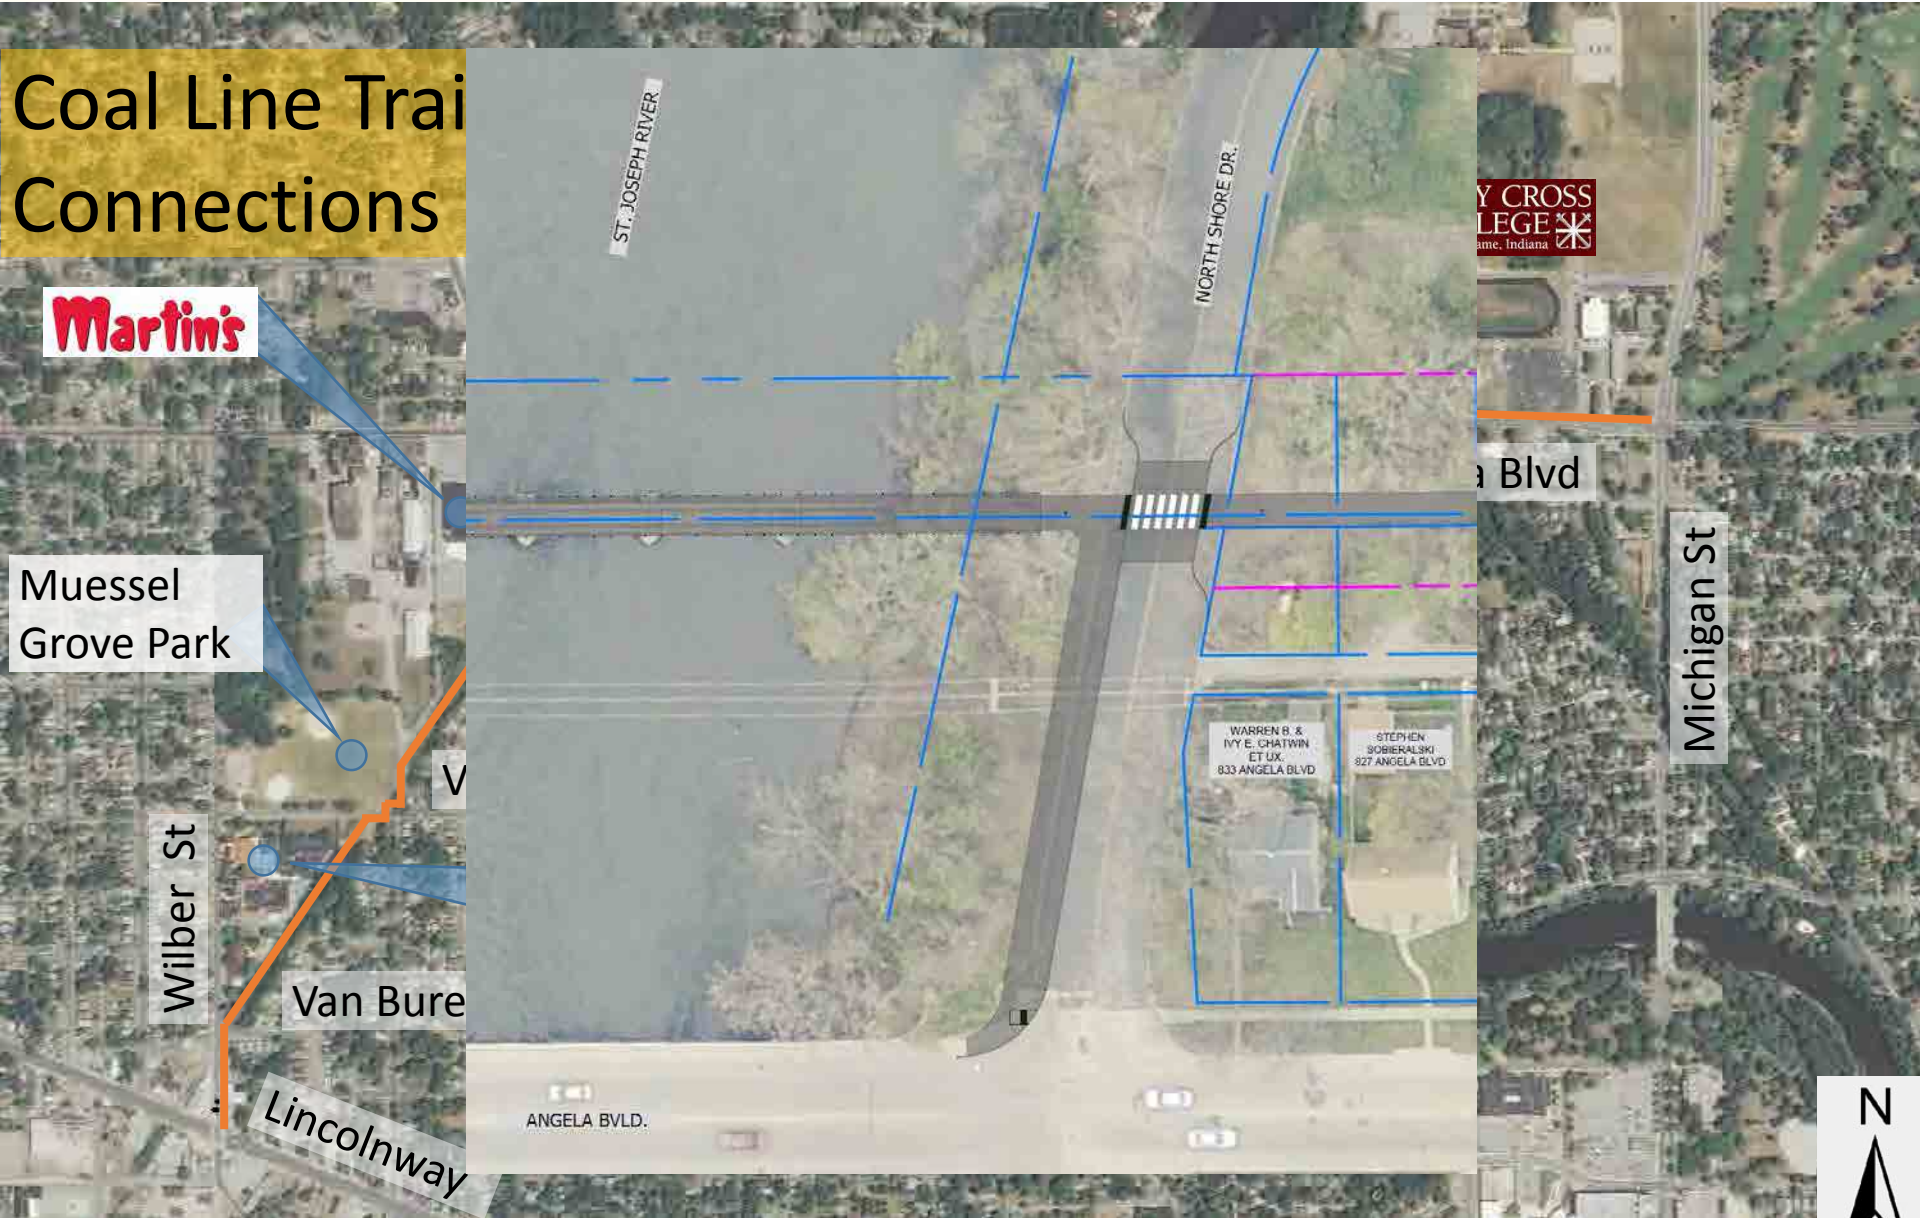 Coal Line Trai
Connections
Martin's
Muessel
Grove Park
Wilber St
Van Bure
V
Lincolnway
ST. JOSEPH RIVER
NORTH SHORE DR.
WARREN B. &
IVY E. CHATWIN
ET UX.
833 ANGELA BLVD
STEPHEN
SOBIERALSKI
827 ANGELA BLVD
ANGELA BVLD.
Y CROSS
LEGE
ame, Indiana
a Blvd
Michigan St
N